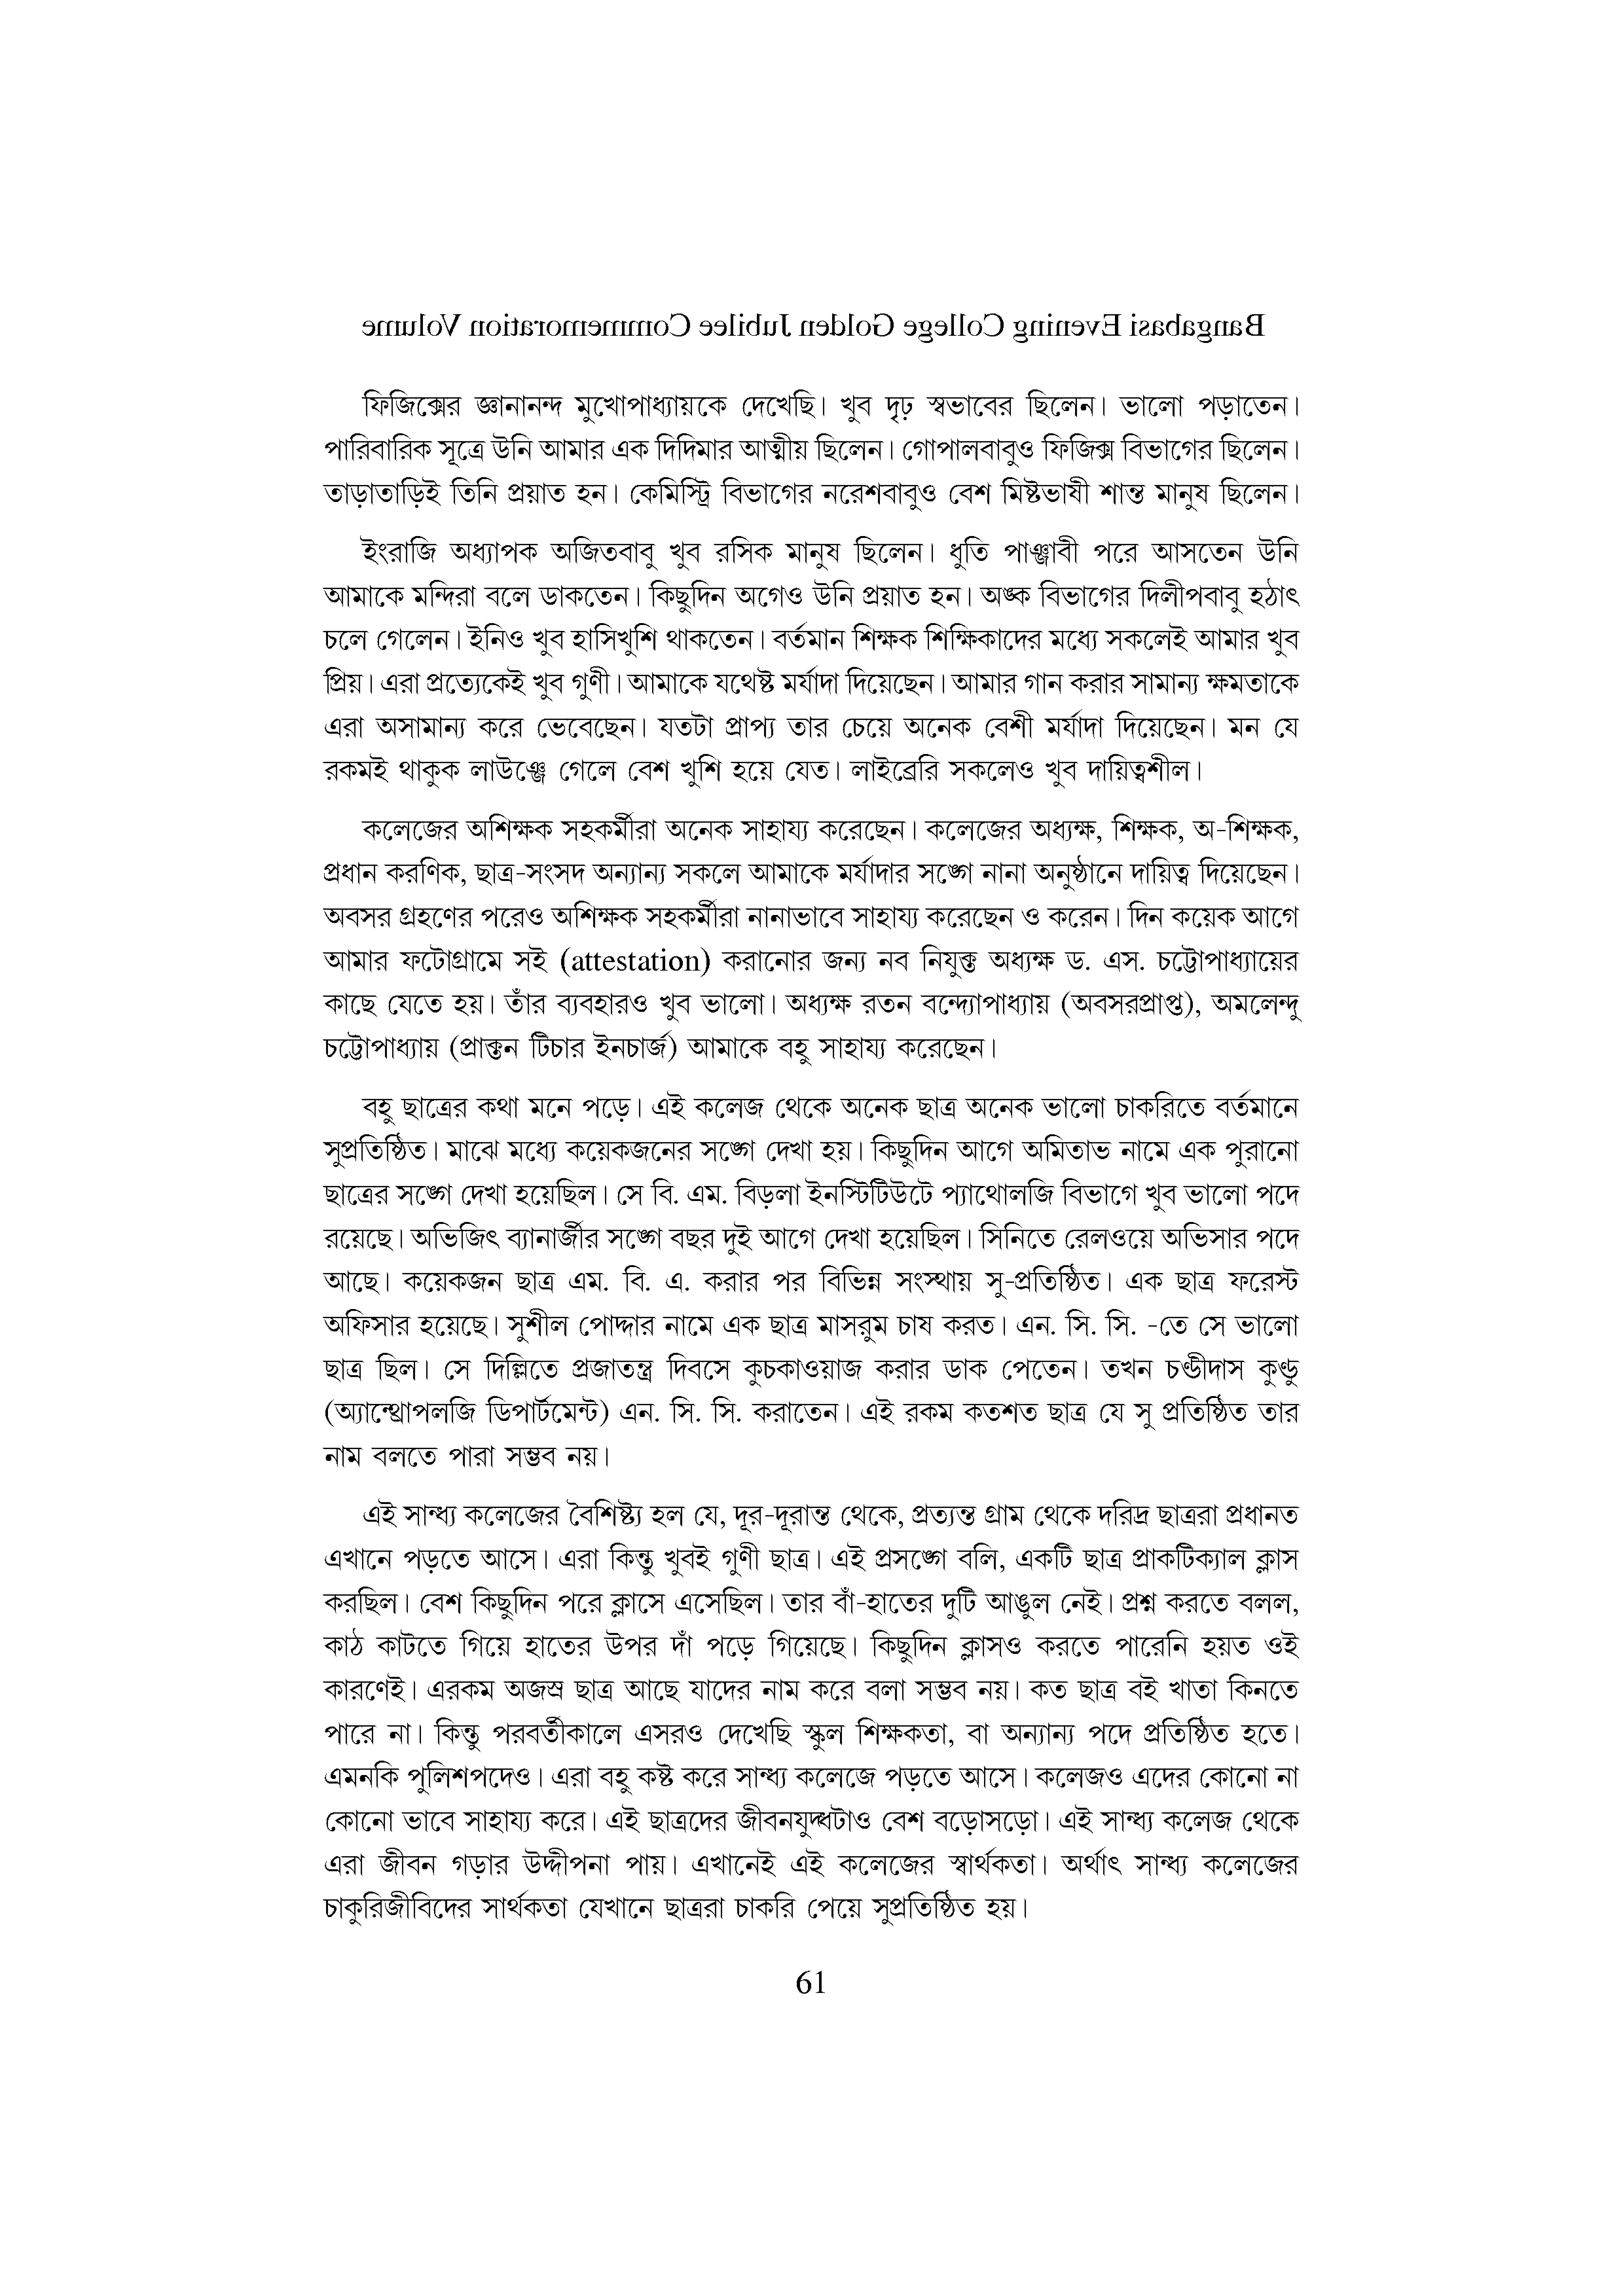 Bangabasi Evening College Golden Jubilee Commemoration Volume
ফিজিক্সের জ্ঞানানন্দ মুখোপাধ্যায়কে দেখেছি। খুব দৃঢ় স্বভাবের ছিলেন। ভালো পড়াতেন।
পারিবারিক সূত্রে উনি আমার এক দিদিমার আত্মীয় ছিলেন। গোপালবাবুও ফিজিক্স বিভাগের ছিলেন।
তাড়াতাড়িই তিনি প্রয়াত হন। কেমিস্ট্রি বিভাগের নরেশবাবুও বেশ মিষ্টভাষী শান্ত মানুষ ছিলেন।
ইংরাজি অধ্যাপক অজিতবাবু খুব রসিক মানুষ ছিলেন। ধুতি পাঞ্জাবী পরে আসতেন উনি
আমাকে মন্দিরা বলে ডাকতেন। কিছুদিন অগেও উনি প্রয়াত হন। অঙ্ক বিভাগের দিলীপবাবু হঠাৎ
চলে গেলেন। ইনিও খুব হাসিখুশি থাকতেন। বর্তমান শিক্ষক শিক্ষিকাদের মধ্যে সকলেই আমার খুব
প্রিয়। এরা প্রত্যেকেই খুব গুণী। আমাকে যথেষ্ট মর্যাদা দিয়েছেন। আমার গান করার সামান্য ক্ষমতাকে
এরা অসামান্য করে ভেবেছেন। যতটা প্রাপ্য তার চেয়ে অনেক বেশী মর্যাদা দিয়েছেন। মন যে
রকমই থাকুক লাউঞ্জে গেলে বেশ খুশি হয়ে যেত। লাইব্রেরি সকলেও খুব দায়িত্বশীল।
কলেজের অশিক্ষক সহকর্মীরা অনেক সাহায্য করেছেন। কলেজের অধ্যক্ষ, শিক্ষক, অ-শিক্ষক,
প্রধান করণিক, ছাত্র-সংসদ অন্যান্য সকলে আমাকে মর্যাদার সঙ্গে নানা অনুষ্ঠানে দায়িত্ব দিয়েছেন।
অবসর গ্রহণের পরেও অশিক্ষক সহকর্মীরা নানাভাবে সাহায্য করেছেন ও করেন। দিন কয়েক আগে
আমার ফটোগ্রামে সই (attestation) করানোর জন্য নব নিযুক্ত অধ্যক্ষ ড. এস. চট্টোপাধ্যায়ের
কাছে যেতে হয়। তাঁর ব্যবহারও খুব ভালো। অধ্যক্ষ রতন বন্দ্যোপাধ্যায় (অবসরপ্রাপ্ত), অমলেন্দু
চট্টোপাধ্যায় (প্রাক্তন টিচার ইনচার্জ) আমাকে বহু সাহায্য করেছেন।
বহু ছাত্রের কথা মনে পড়ে। এই কলেজ থেকে অনেক ছাত্র অনেক ভালো চাকরিতে বর্তমানে
সুপ্রতিষ্ঠিত। মাঝে মধ্যে কয়েকজনের সঙ্গে দেখা হয়। কিছুদিন আগে অমিতাভ নামে এক পুরানো
ছাত্রের সঙ্গে দেখা হয়েছিল। সে বি. এম. বিড়লা ইনস্টিটিউটে প্যাথোলজি বিভাগে খুব ভালো পদে
রয়েছে। অভিজিৎ ব্যানার্জীর সঙ্গে বছর দুই আগে দেখা হয়েছিল। সিনিতে রেলওয়ে অভিসার পদে
আছে। কয়েকজন ছাত্র এম. বি. এ. করার পর বিভিন্ন সংস্থায় সু-প্রতিষ্ঠিত। এক ছাত্র ফরেস্ট
অফিসার হয়েছে। সুশীল পোদ্দার নামে এক ছাত্র মাসরুম চাষ করত। এন. সি. সি. -তে সে ভালো
ছাত্র ছিল। সে দিল্লিতে প্রজাতন্ত্র দিবসে কুচকাওয়াজ করার ডাক পেতেন। তখন চণ্ডীদাস কুণ্ডু
(অ্যান্থ্রোপলজি ডিপার্টমেন্ট) এন. সি. সি. করাতেন। এই রকম কতশত ছাত্র যে সু প্রতিষ্ঠিত তার
নাম বলতে পারা সম্ভব নয়।
এই সান্ধ্য কলেজের বৈশিষ্ট্য হল যে, দূর-দূরান্ত থেকে, প্রত্যন্ত গ্রাম থেকে দরিদ্র ছাত্ররা প্রধানত
এখানে পড়তে আসে। এরা কিন্তু খুবই গুণী ছাত্র। এই প্রসঙ্গে বলি, একটি ছাত্র প্রাকটিক্যাল ক্লাস
করছিল। বেশ কিছুদিন পরে ক্লাসে এসেছিল। তার বাঁ-হাতের দুটি আঙুল নেই। প্রশ্ন করতে বলল,
কাঠ কাটতে গিয়ে হাতের উপর দাঁ পড়ে গিয়েছে। কিছুদিন ক্লাসও করতে পারেনি হয়ত ওই
কারণেই। এরকম অজস্র ছাত্র আছে যাদের নাম করে বলা সম্ভব নয়। কত ছাত্র বই খাতা কিনতে
পারে না। কিন্তু পরবর্তীকালে এসরও দেখেছি স্কুল শিক্ষকতা, বা অন্যান্য পদে প্রতিষ্ঠিত হতে।
এমনকি পুলিশপদেও। এরা বহু কষ্ট করে সান্ধ্য কলেজে পড়তে আসে। কলেজও এদের কোনো না
কোনো ভাবে সাহায্য করে। এই ছাত্রদের জীবনযুদ্ধটাও বেশ বড়োসড়ো। এই সান্ধ্য কলেজ থেকে
এরা জীবন গড়ার উদ্দীপনা পায়। এখানেই এই কলেজের স্বার্থকতা। অর্থাৎ সান্ধ্য কলেজের
চাকুরিজীবিদের সার্থকতা যেখানে ছাত্ররা চাকরি পেয়ে সুপ্রতিষ্ঠিত হয়।
61